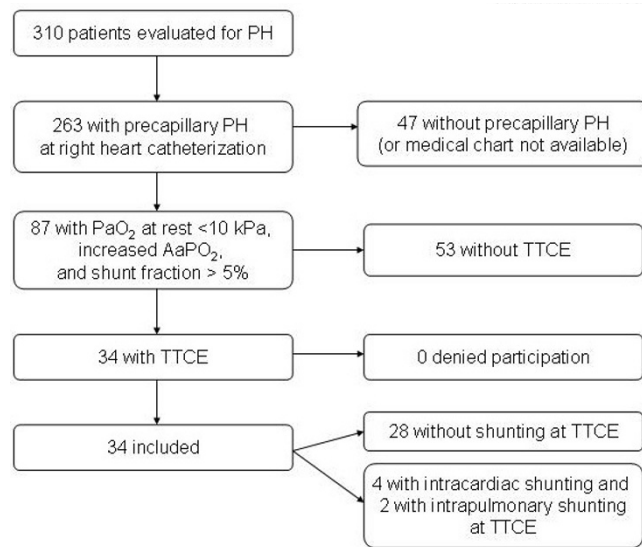 310 patients evaluated for PH
263 with precapillary PH
at right heart catheterization
47 without precapillary PH
(or medical chart not available)
87 with PaO₂ at rest <10 kPa,
increased AaPO₂,
and shunt fraction > 5%
53 without TTCE
34 with TTCE
0 denied participation
34 included
28 without shunting at TTCE
4 with intracardiac shunting and
2 with intrapulmonary shunting
at TTCE